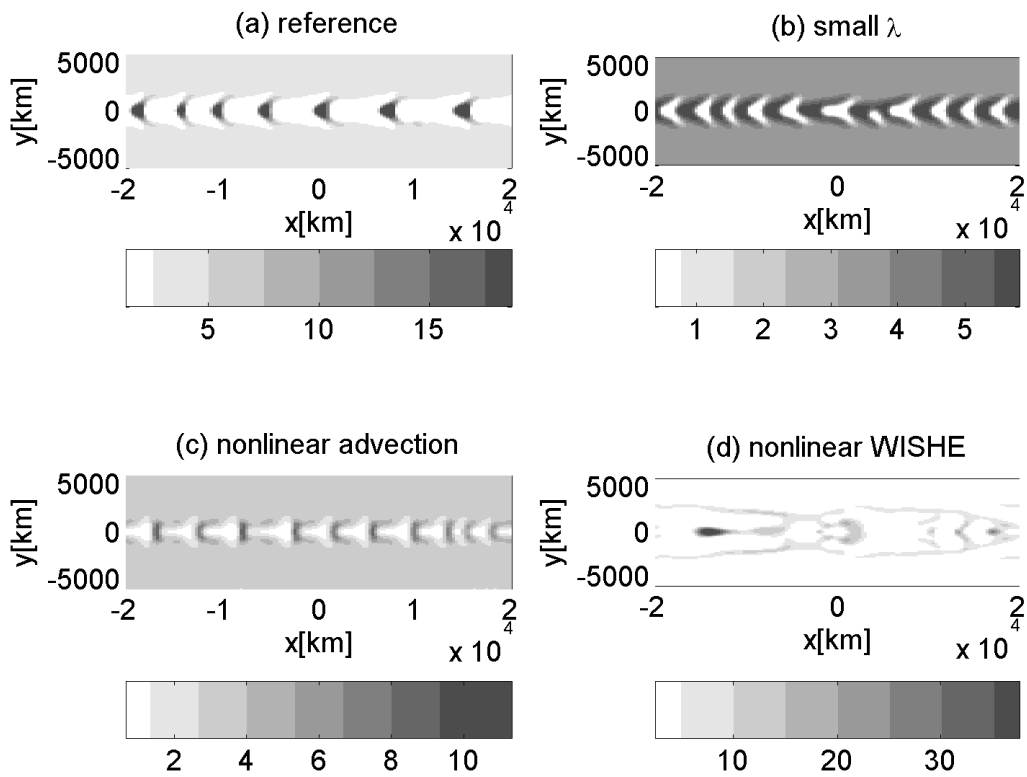 (a) reference
5000
0
-5000
y[km]
-2 -1 0 1 2
x[km]
x 10^4
5 10 15
(b) small λ
5000
0
-5000
y[km]
-2 0 2
x[km]
x 10^4
1 2 3 4 5
(c) nonlinear advection
5000
0
-5000
y[km]
-2 -1 0 1 2
x[km]
x 10^4
2 4 6 8 10
(d) nonlinear WISHE
5000
0
-5000
y[km]
-2 0 2
x[km]
x 10^4
10 20 30